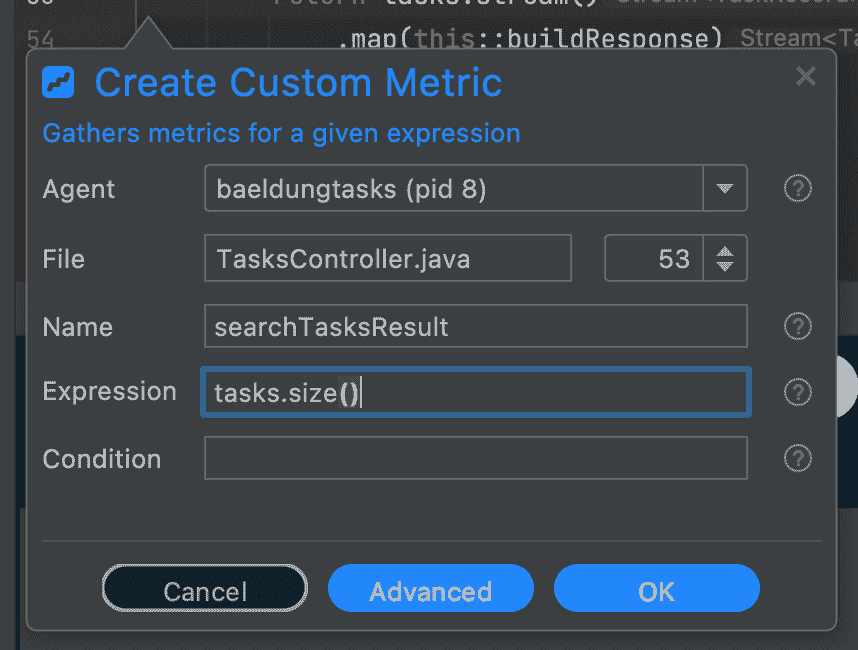 return tasks.stream() Stream<TaskRecord
54 .map(this::buildResponse) Stream<Ta
Create Custom Metric
Gathers metrics for a given expression
Agent baeldungtasks (pid 8) ?
File TasksController.java 53
Name searchTasksResult ?
Expression tasks.size() ?
Condition ?
Cancel Advanced OK